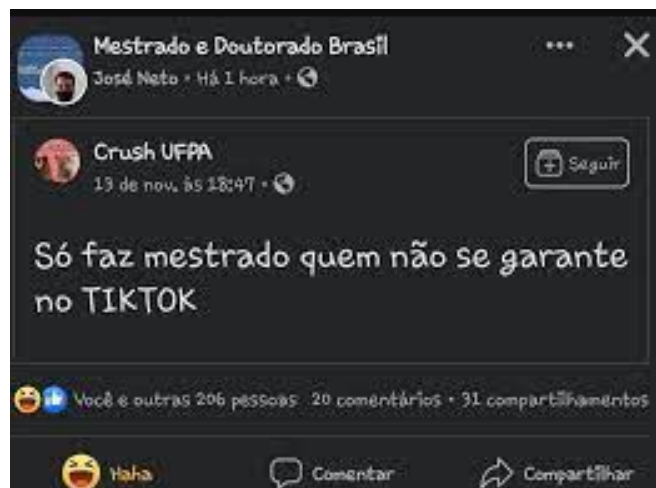 Mestrado e Doutorado Brasil
José Neto • Há 1 hora •
Crush UFPA
13 de nov. às 18:47 •
Seguir
Só faz mestrado quem não se garante
no TIKTOK
Você e outras 206 pessoas 20 comentários • 31 compartilhamentos
Haha Comentar Compartilhar